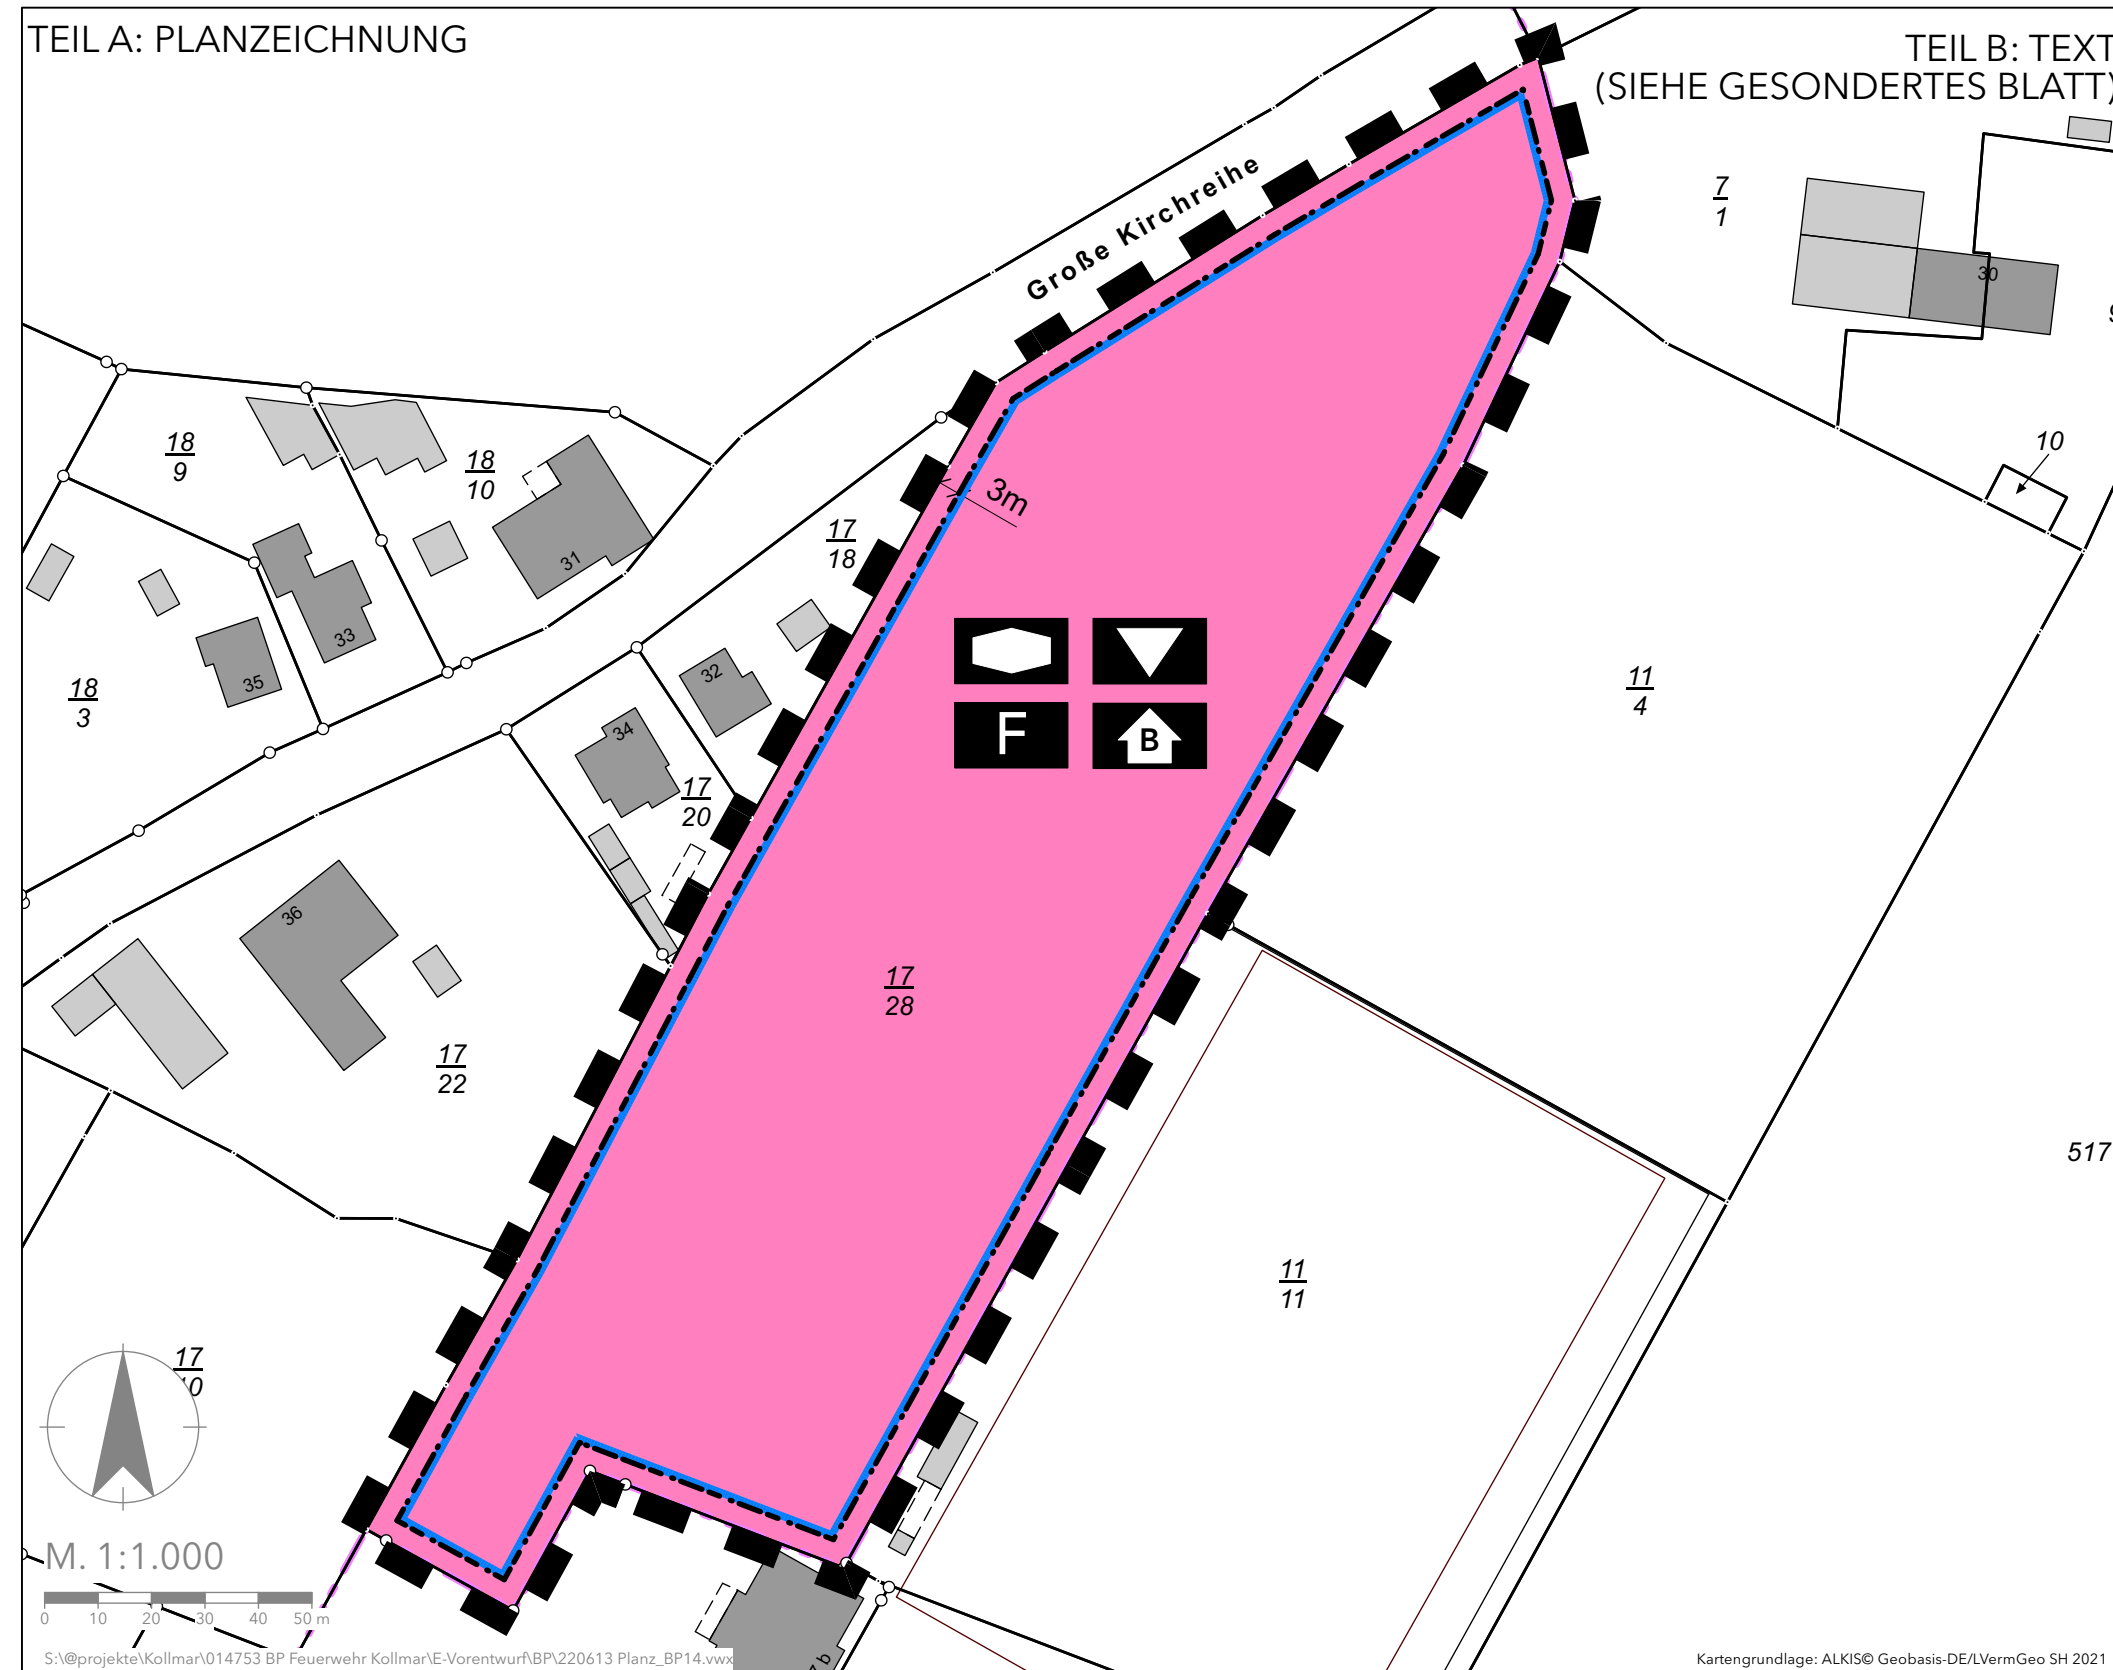 TEIL A: PLANZEICHNUNG
TEIL B: TEXT
(SIEHE GESONDERTES BLATT)
Große Kirchreihe
7
1
30
10
18
9
18
10
31
3m
17
18
33
35
18
3
32
34
17
20
F
B
11
4
36
17
28
17
22
517
11
11
17
M. 1:1.000
0 10 20 30 40 50 m
S:\@projekte\Kollmar\014753 BP Feuerwehr Kollmar\E-Vorentwurf\BP\220613 Planz_BP14.vwx
Kartengrundlage: ALKIS© Geobasis-DE/LVermGeo SH 2021